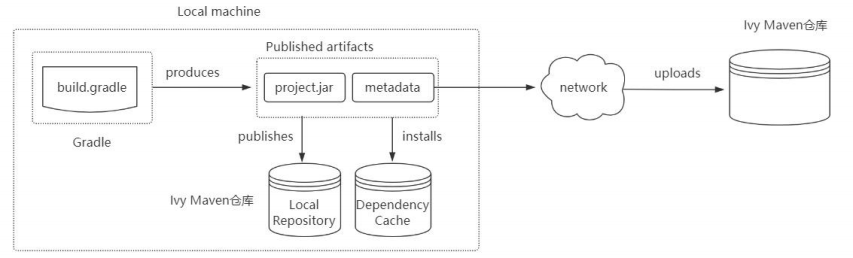 Local machine
Ivy Maven仓库
Published artifacts
produces
uploads
build.gradle
project.jar
metadata
network
Gradle
publishes
installs
Ivy Maven仓库
Local
Repository
Dependency
Cache